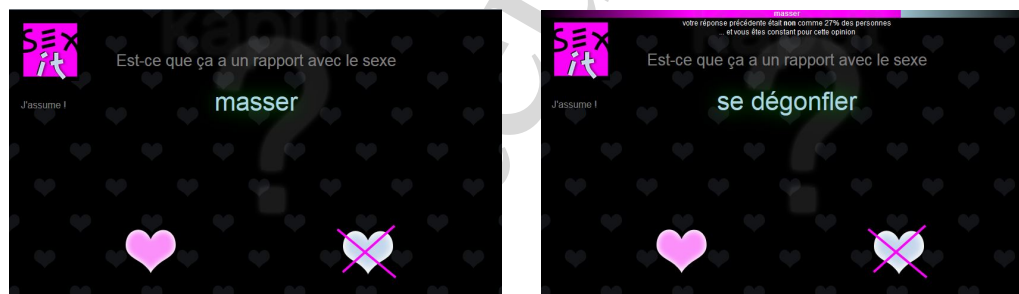 SEX
it
Est-ce que ça a un rapport avec le sexe
J'assume !
masser
?
masser
votre réponse précédente était non comme 27% des personnes
... et vous êtes constant pour cette opinion
SEX
it
Est-ce que ça a un rapport avec le sexe
J'assume !
se dégonfler
?